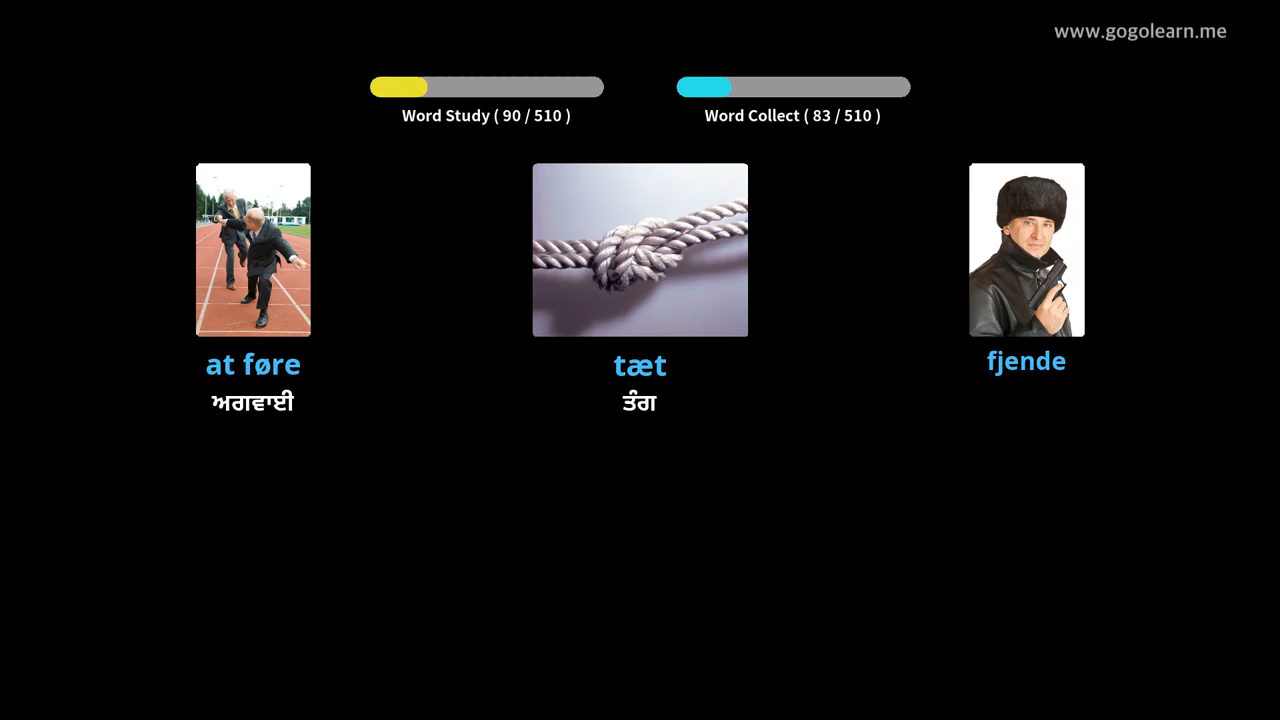 www.gogolearn.me
Word Study ( 90 / 510 )
Word Collect ( 83 / 510 )
at føre
tæt
fjende
ਅਗਵਾਈ
ਤੰਗ